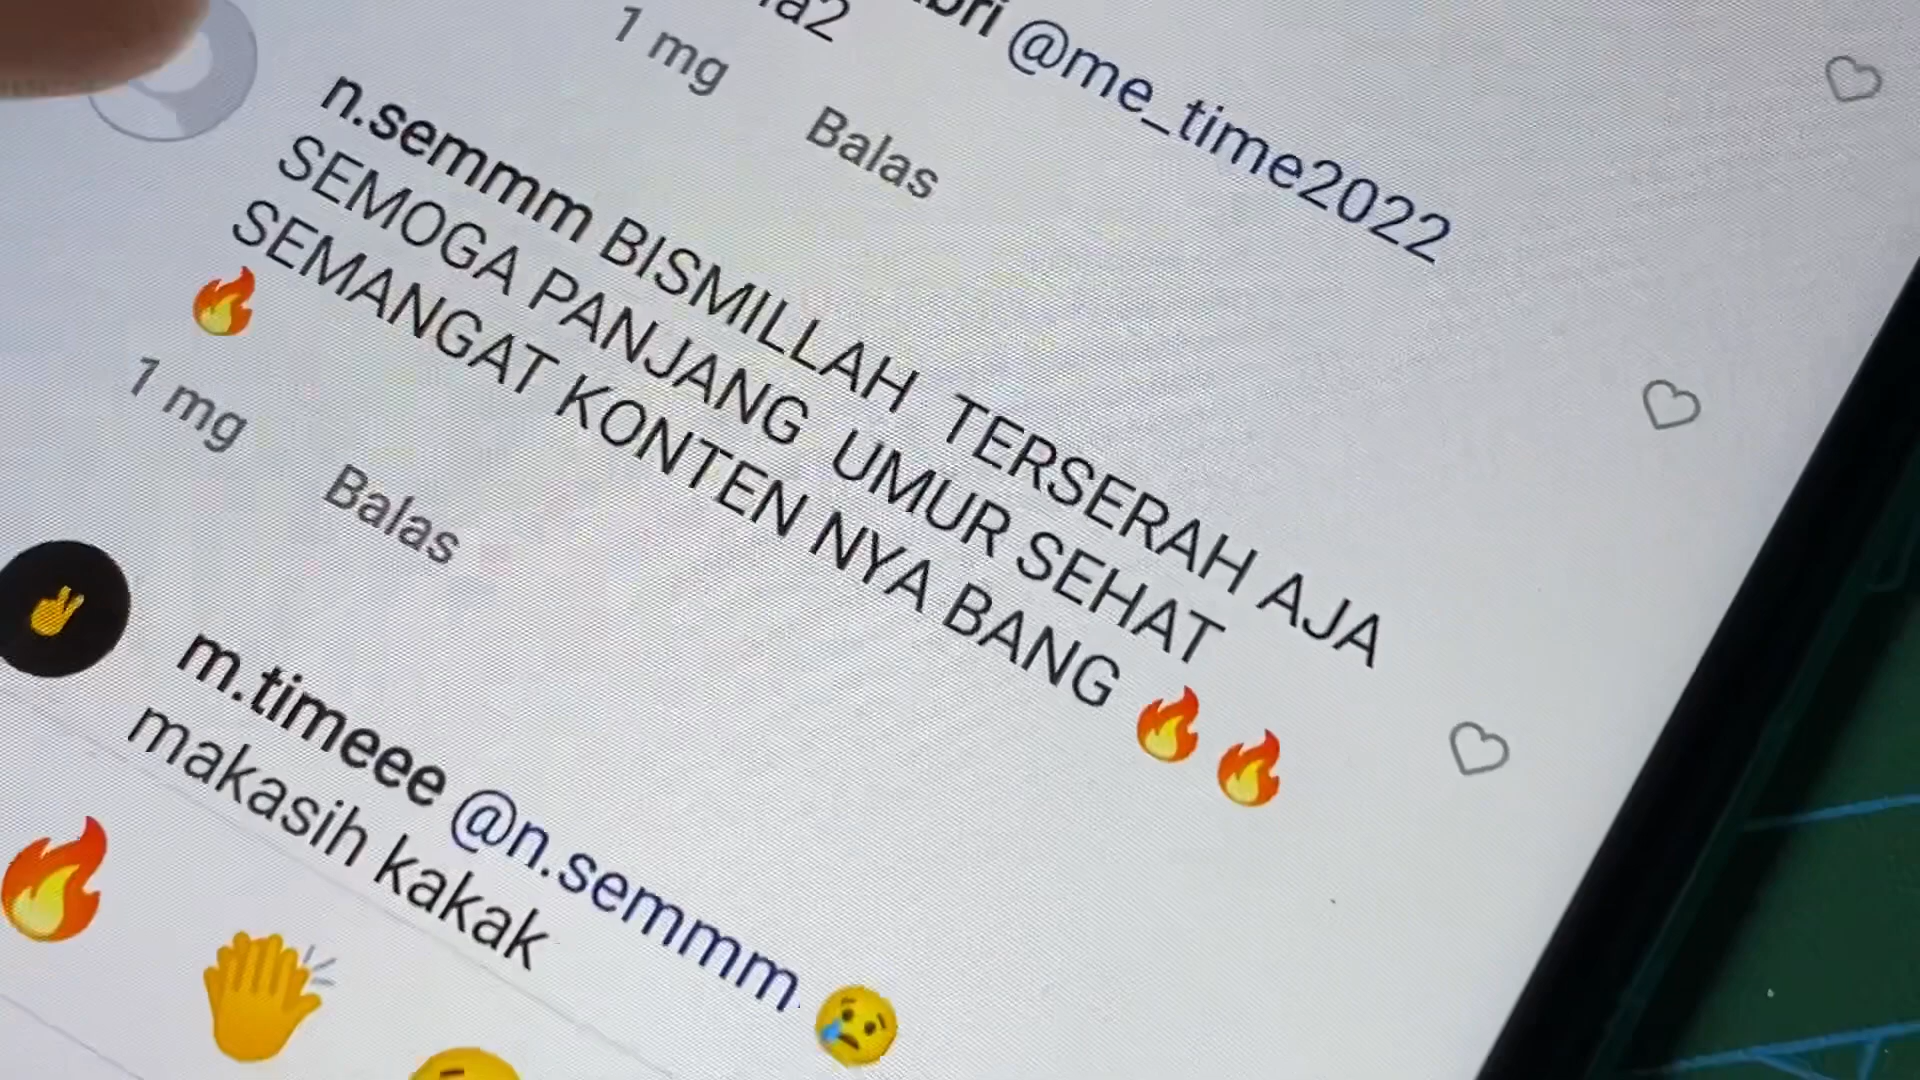 @me_time2022
1 mg Balas
n.semmm BISMILLAH TERSERAH AJA
SEMOGA PANJANG UMUR SEHAT
SEMANGAT KONTEN NYA BANG 🔥🔥
🔥
1 mg Balas
m.timeee @n.semmm
makasih kakak